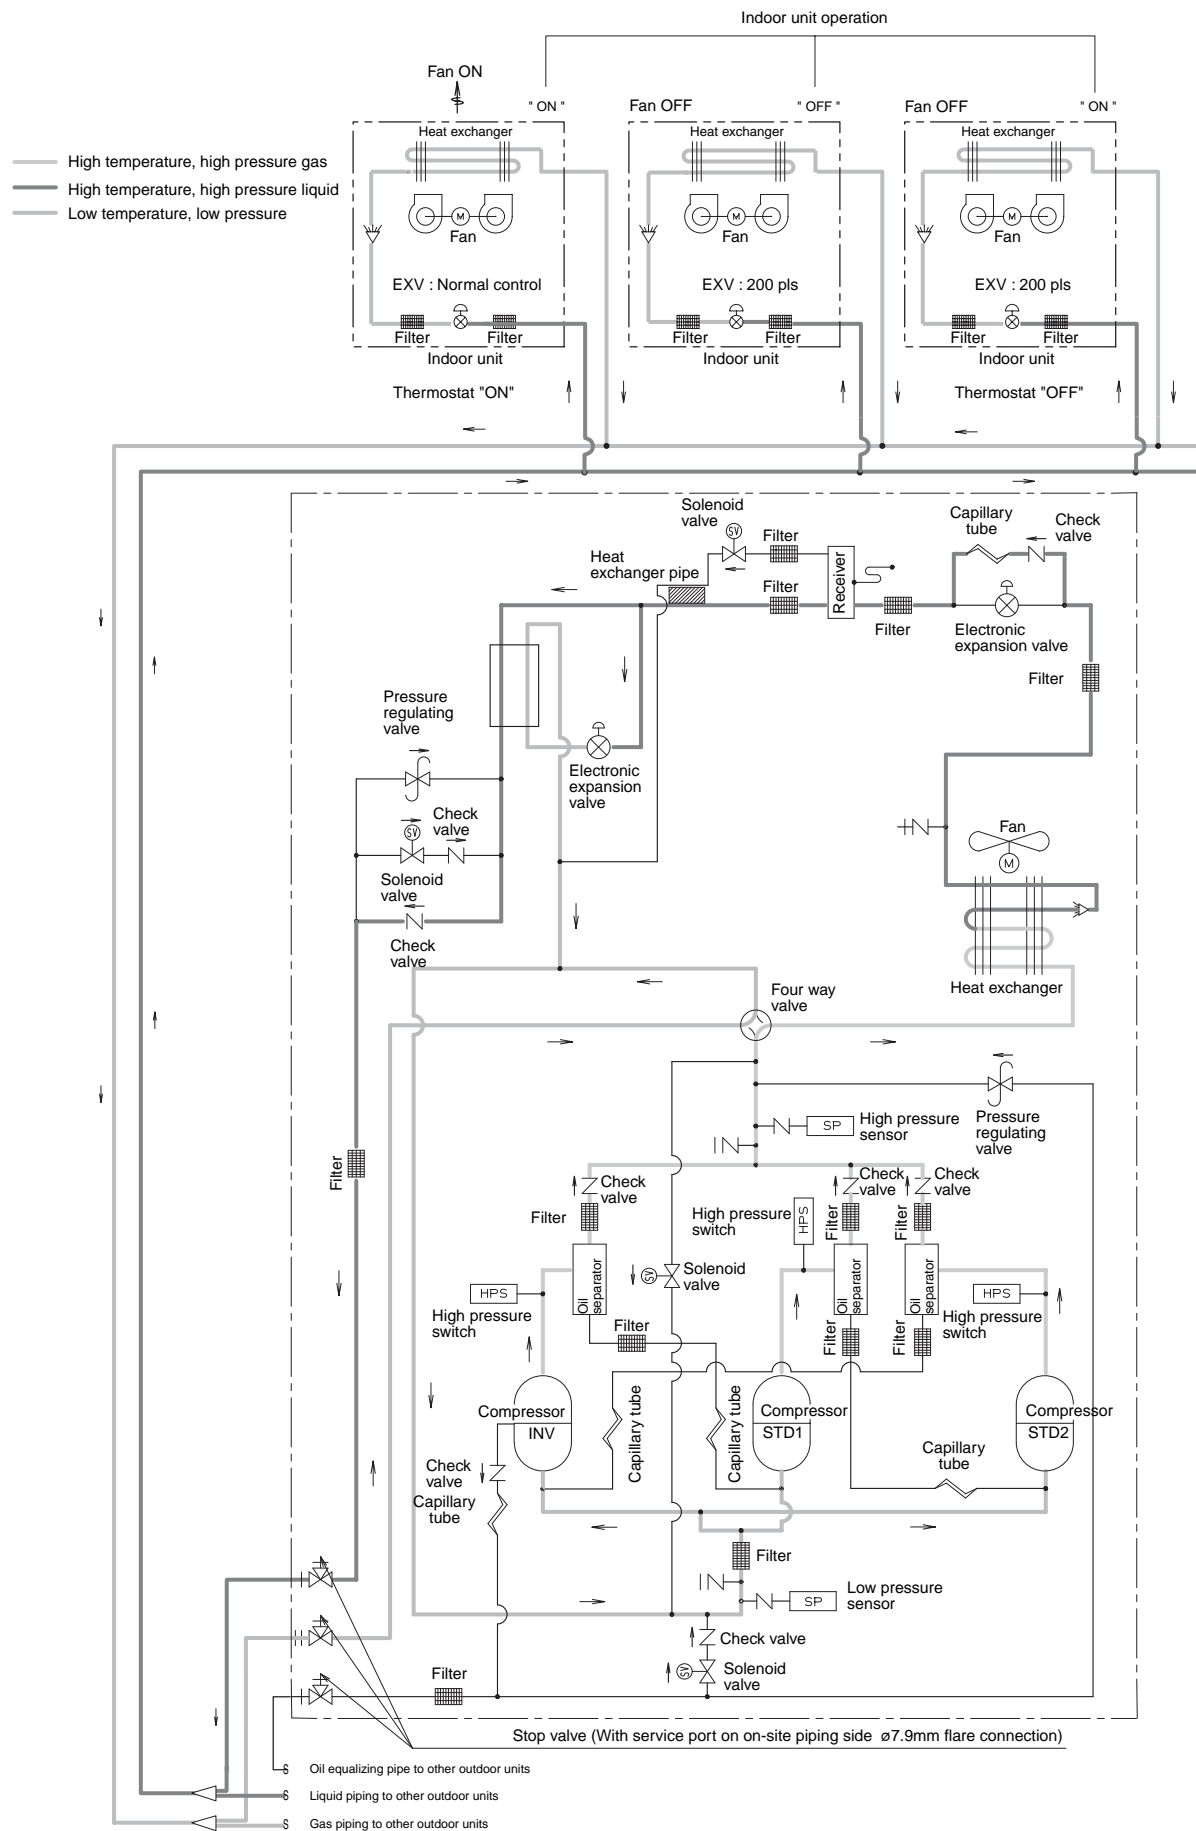 Indoor unit operation
Fan ON
" ON "
Fan OFF
" OFF "
Fan OFF
" ON "
Heat exchanger
Heat exchanger
Heat exchanger
High temperature, high pressure gas
High temperature, high pressure liquid
Low temperature, low pressure
M
M
M
Fan
Fan
Fan
EXV : Normal control
EXV : 200 pls
EXV : 200 pls
Filter
Filter
Filter
Filter
Filter
Filter
Indoor unit
Indoor unit
Indoor unit
Thermostat "ON"
Thermostat "OFF"
Solenoid
valve
SV
Filter
Capillary
tube
Check
valve
Heat
exchanger pipe
Receiver
Filter
Filter
Electronic
expansion valve
Filter
Pressure
regulating
valve
Electronic
expansion
valve
Check
valve
SV
Fan
M
Solenoid
valve
Check
valve
Heat exchanger
Four way
valve
High pressure
sensor
SP
Pressure
regulating
valve
Filter
Check
valve
Check
valve
Check
valve
Filter
High pressure
switch
HPS
Filter
Filter
SV
Solenoid
valve
Oil
separator
Oil
separator
Oil
separator
HPS
High pressure
switch
HPS
High pressure
switch
Filter
Filter
Filter
Compressor
INV
Capillary tube
Capillary tube
Compressor
STD1
Compressor
STD2
Capillary
tube
Check
valve
Capillary
tube
Filter
Low pressure
sensor
SP
Check valve
SV
Solenoid
valve
Filter
Stop valve (With service port on on-site piping side ø7.9mm flare connection)
Oil equalizing pipe to other outdoor units
Liquid piping to other outdoor units
Gas piping to other outdoor units